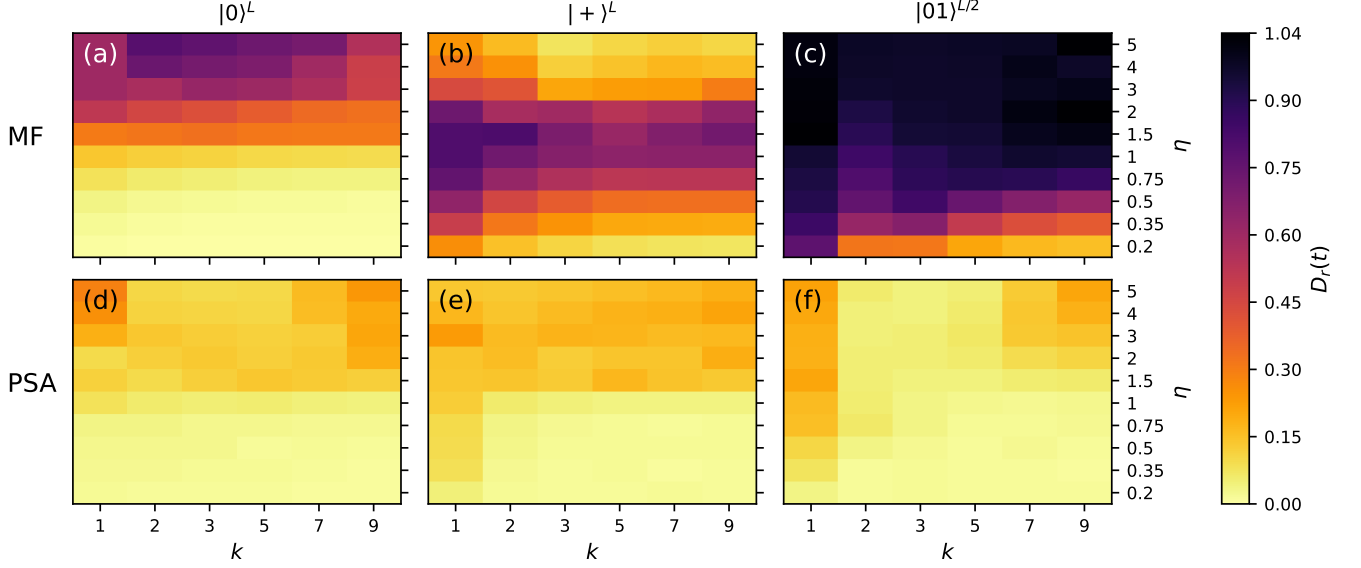 |0⟩^L |+⟩^L |01⟩^{L/2}
MF
(a) (b) (c)
5
4
3
2
1.5
1
0.75
0.5
0.35
0.2
η
PSA
(d) (e) (f)
5
4
3
2
1.5
1
0.75
0.5
0.35
0.2
η
1 2 3 5 7 9 1 2 3 5 7 9 1 2 3 5 7 9
k k k
1.04
0.90
0.75
0.60
0.45
0.30
0.15
0.00
D_r(t)